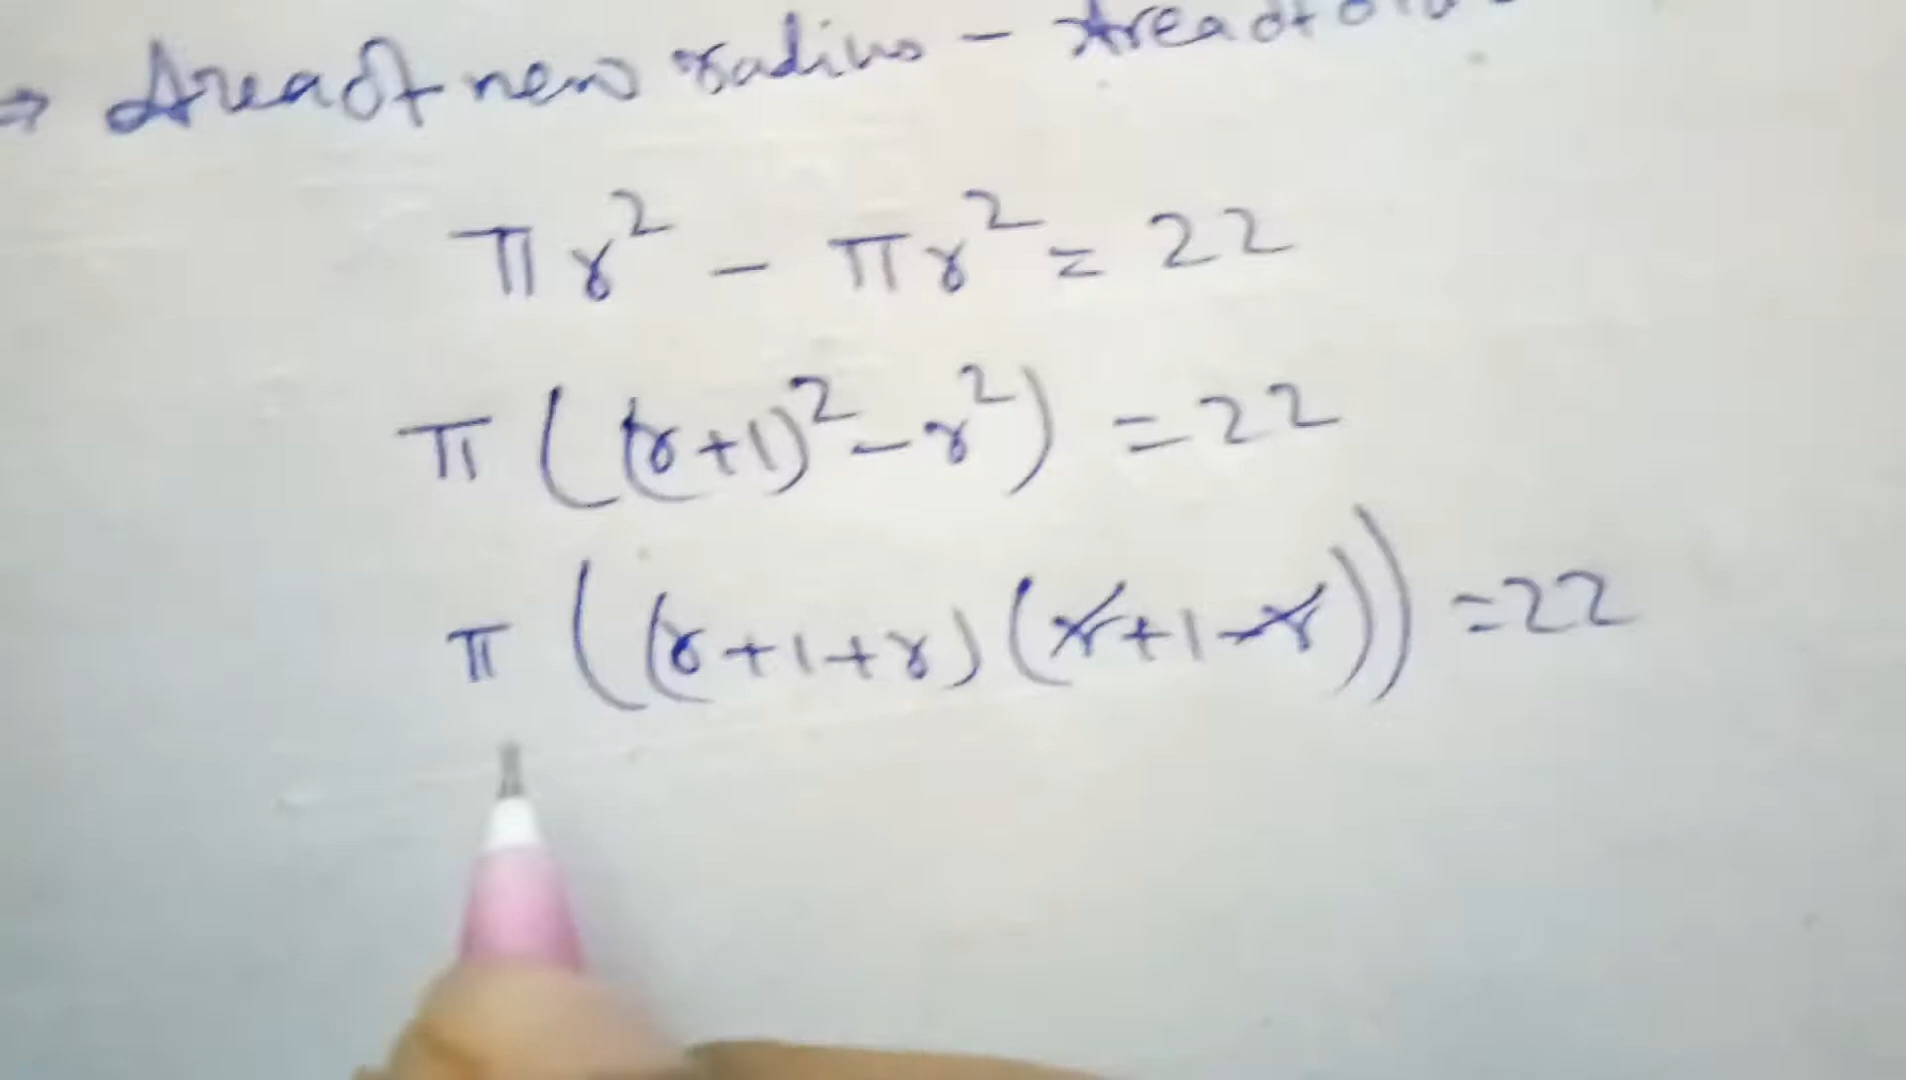 ⇒ Area of new radius - Area of
πr² - πr² = 22
π((r+1)² - r²) = 22
π((r+1+r)(r+1-r)) = 22